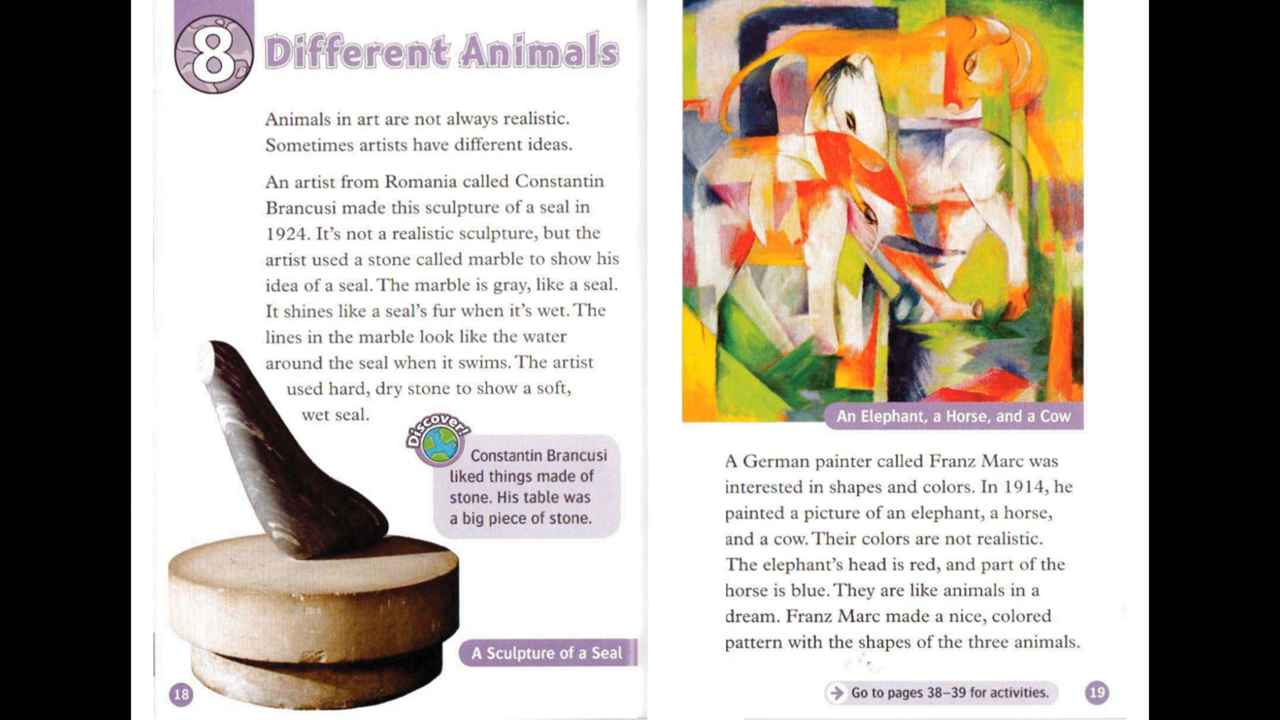 8 Different Animals
Animals in art are not always realistic.
Sometimes artists have different ideas.
An artist from Romania called Constantin
Brancusi made this sculpture of a seal in
1924. It's not a realistic sculpture, but the
artist used a stone called marble to show his
idea of a seal. The marble is gray, like a seal.
It shines like a seal's fur when it's wet. The
lines in the marble look like the water
around the seal when it swims. The artist
used hard, dry stone to show a soft,
wet seal.
Discover!
Constantin Brancusi
liked things made of
stone. His table was
a big piece of stone.
A Sculpture of a Seal
18
An Elephant, a Horse, and a Cow
A German painter called Franz Marc was
interested in shapes and colors. In 1914, he
painted a picture of an elephant, a horse,
and a cow. Their colors are not realistic.
The elephant's head is red, and part of the
horse is blue. They are like animals in a
dream. Franz Marc made a nice, colored
pattern with the shapes of the three animals.
Go to pages 38–39 for activities.
19